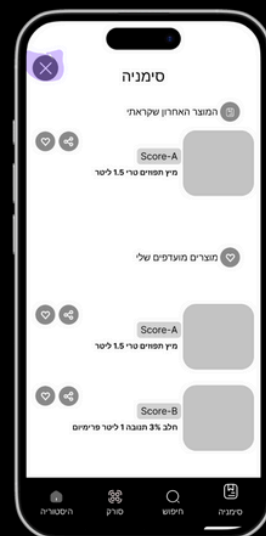 סימניה
המוצר האחרון שקראתי
Score-A
מיץ תפוזים טרי 1.5 ליטר
מוצרים מועדפים שלי
Score-A
מיץ תפוזים טרי 1.5 ליטר
Score-B
חלב 3% תנובה 1 ליטר פרימיום
סימניה
חיפוש
סורק
היסטוריה